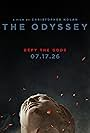 A FILM BY CHRISTOPHER NOLAN
THE ODYSSEY
DEFY THE GODS
07.17.26